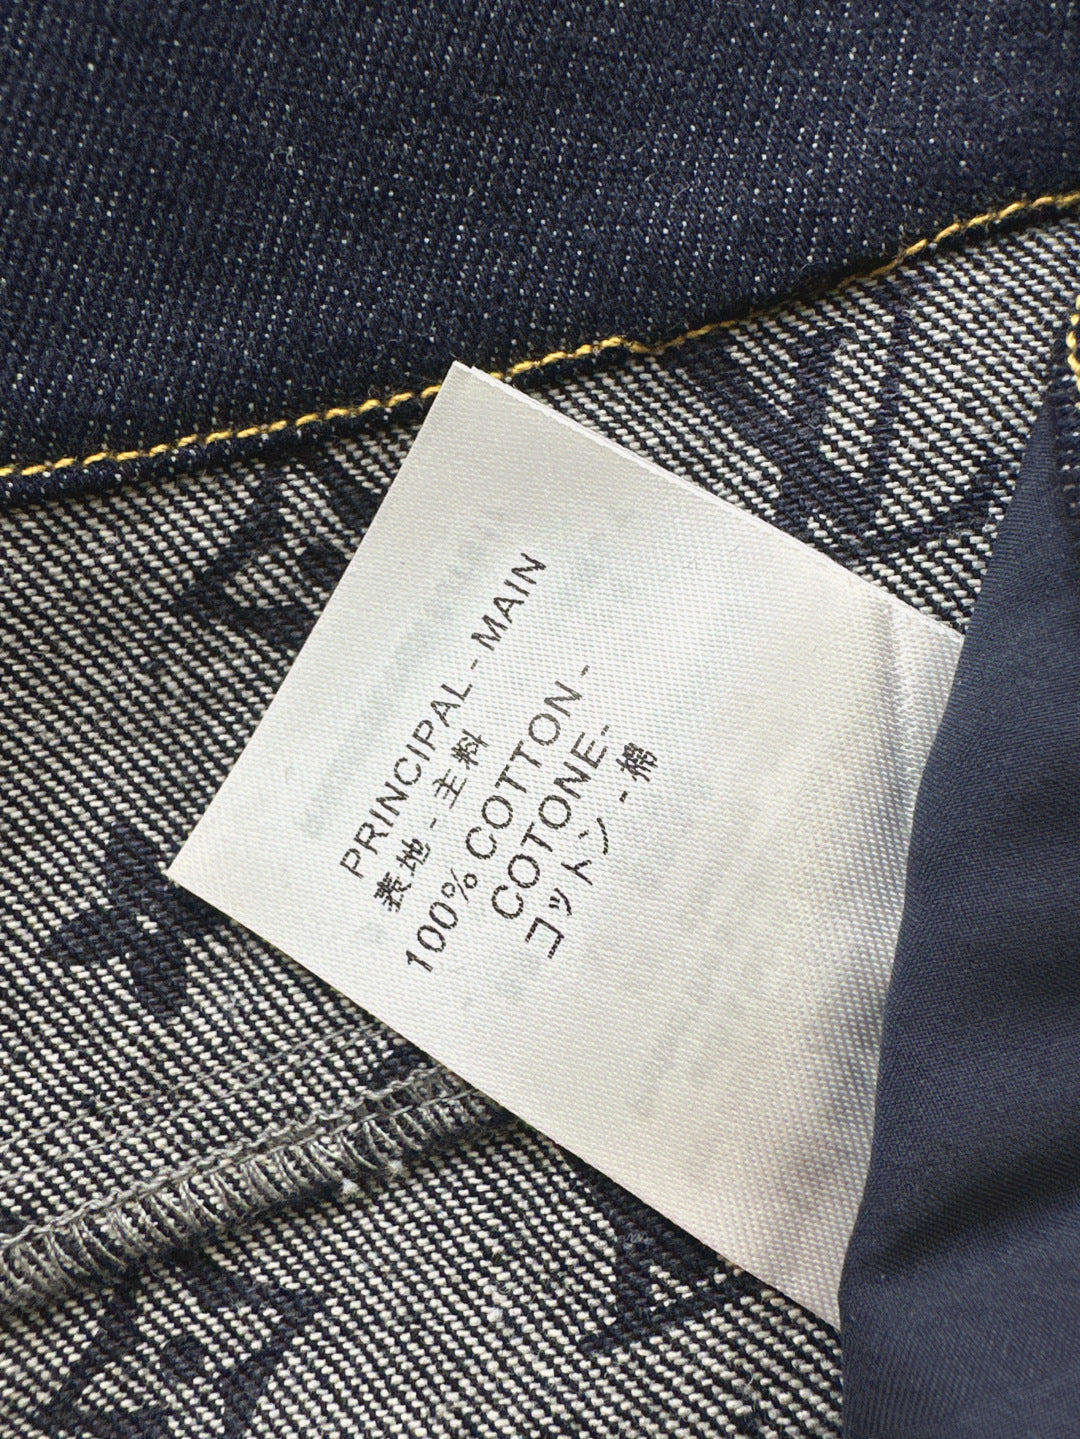 PRINCIPAL - MAIN
表地 - 主料
100% COTTON -
COTONE-
コットン - 棉